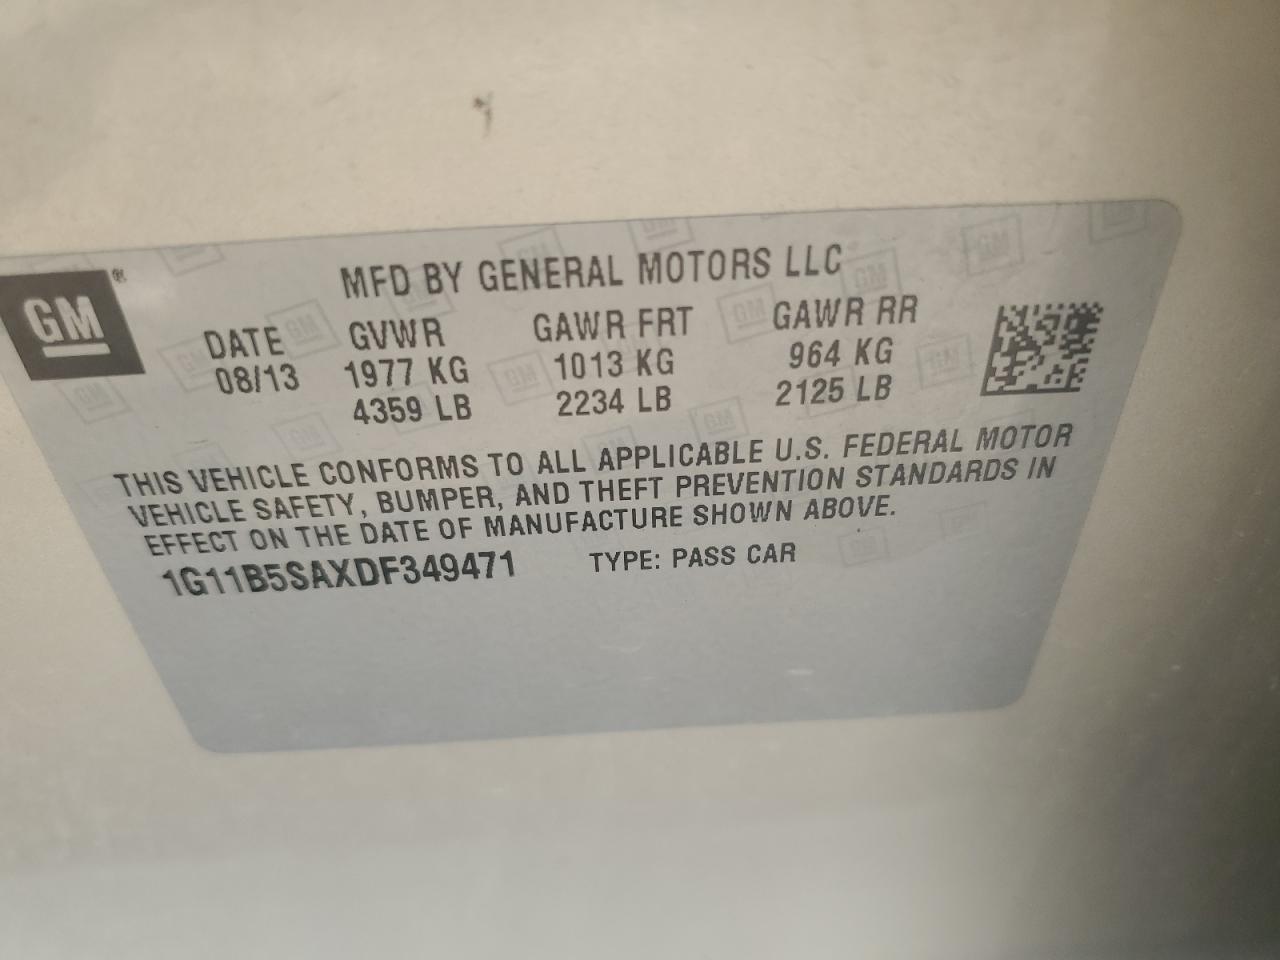 GM®
MFD BY GENERAL MOTORS LLC
DATE GVWR GAWR FRT GAWR RR
08/13 1977 KG 1013 KG 964 KG
4359 LB 2234 LB 2125 LB
THIS VEHICLE CONFORMS TO ALL APPLICABLE U.S. FEDERAL MOTOR
VEHICLE SAFETY, BUMPER, AND THEFT PREVENTION STANDARDS IN
EFFECT ON THE DATE OF MANUFACTURE SHOWN ABOVE.
1G11B5SAXDF349471 TYPE: PASS CAR